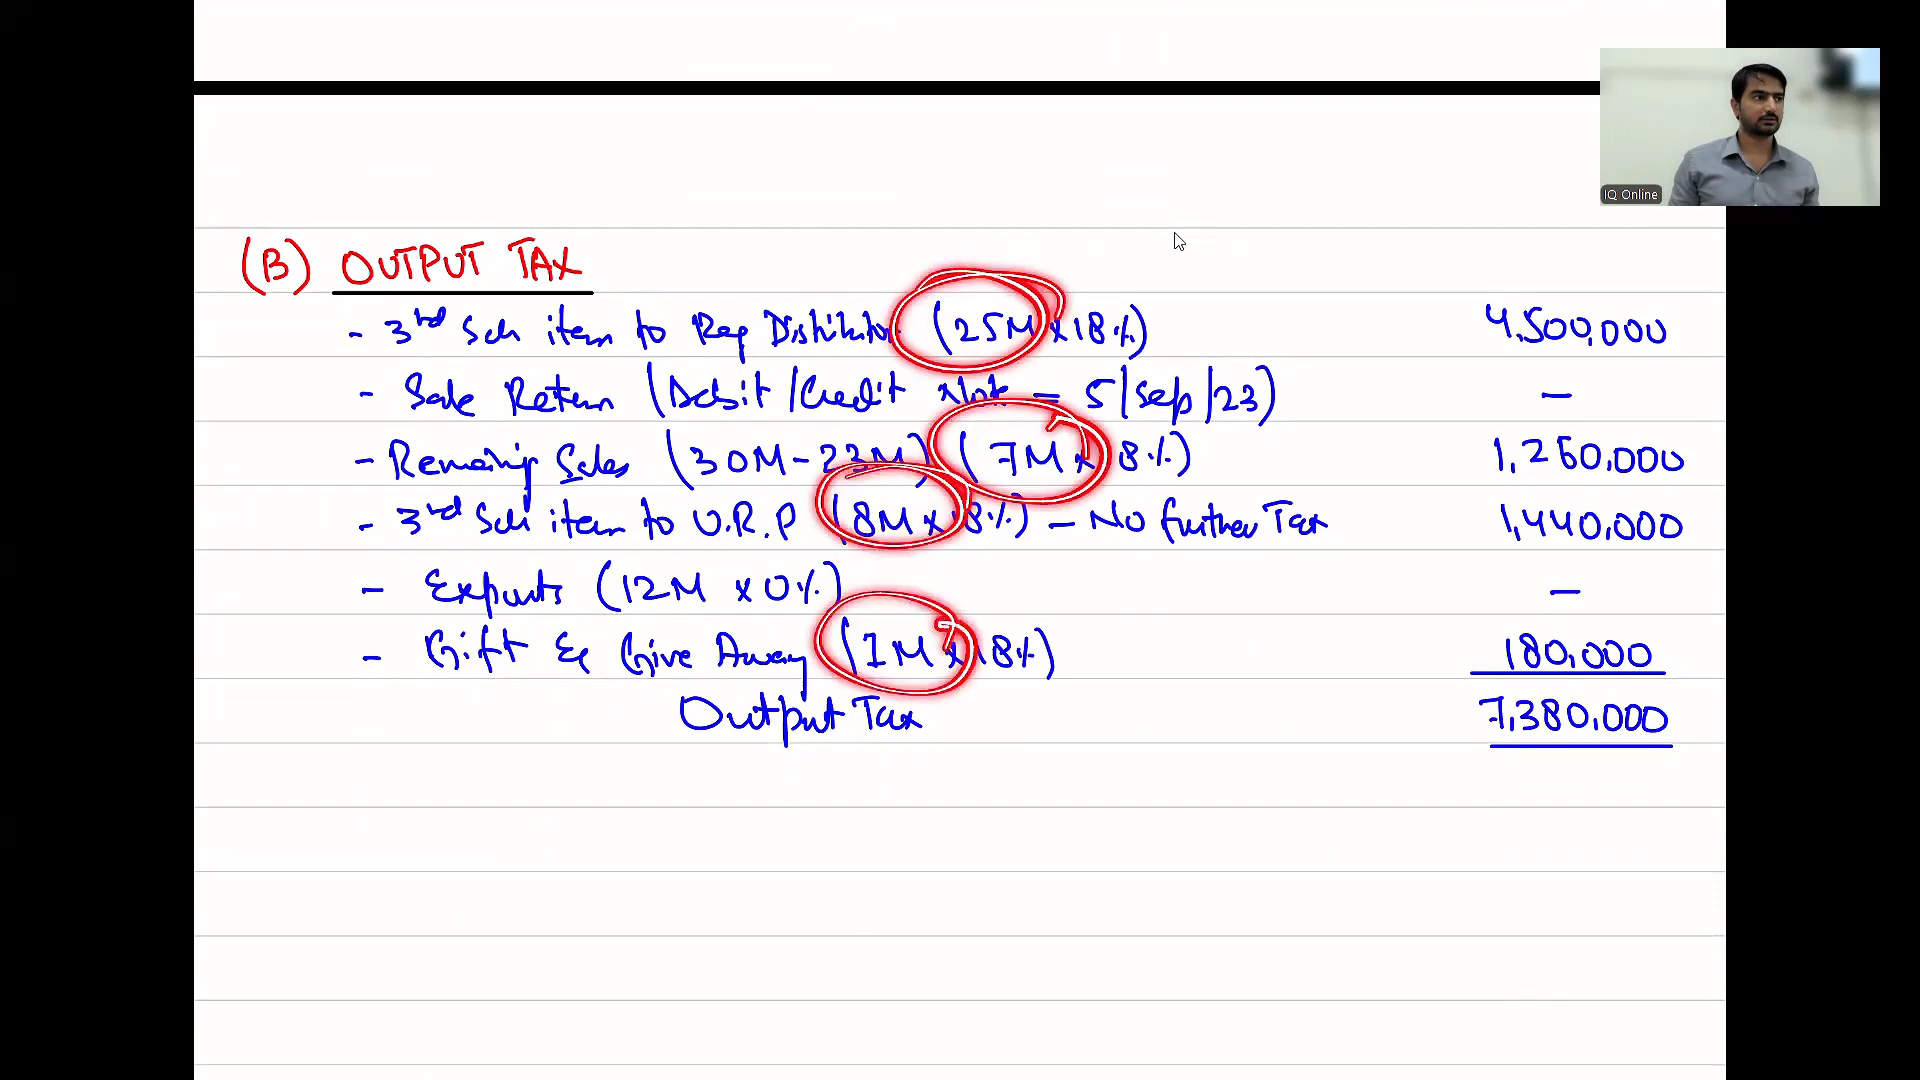 IQ Online
(B) OUTPUT TAX
- 3rd Sch item to Reg Distributor (25M x 18%) 4,500,000
- Sale Return (Debit/Credit Note = 5/Sep/23) -
- Remaing Sales (30M - 23M) (7M x 18%) 1,260,000
- 3rd Sch item to U.R.P (8M x 18%) - No further Tax 1,440,000
- Exports (12M x 0%) -
- Gift & Give Away (1M x 18%) 180,000
Output Tax 7,380,000